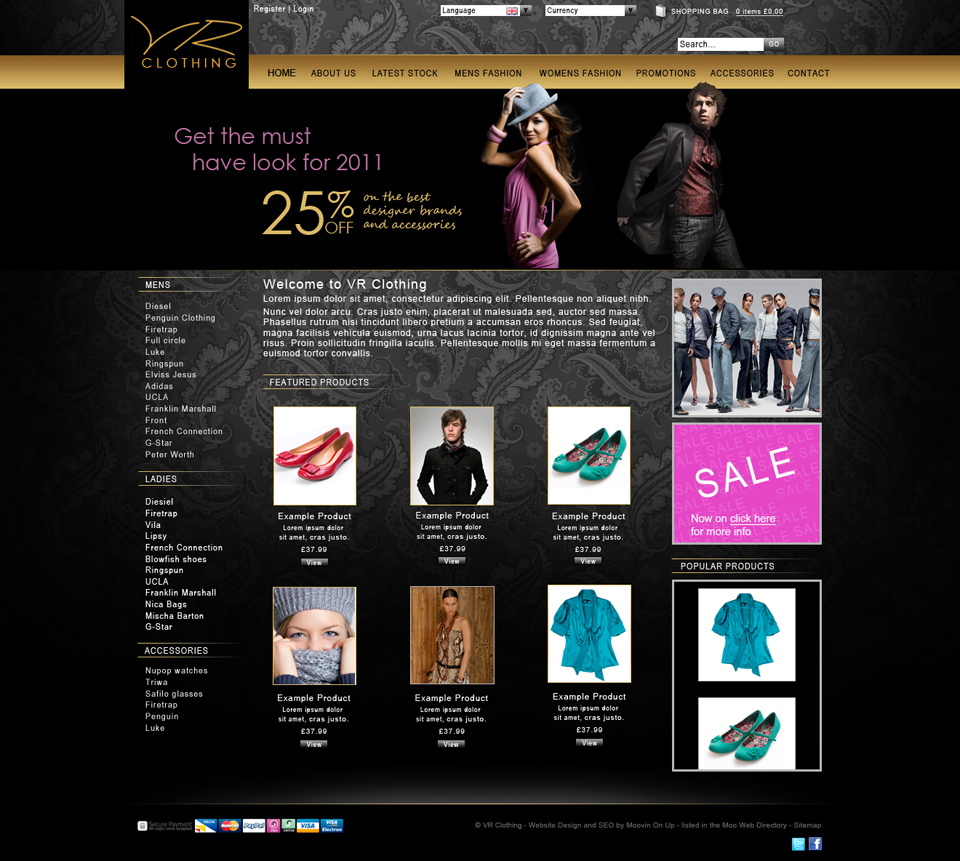 Register | Login
Language
Currency
SHOPPING BAG 0 items £0.00
Search...
GO
VR
CLOTHING
HOME ABOUT US LATEST STOCK MENS FASHION WOMENS FASHION PROMOTIONS ACCESSORIES CONTACT
Get the must
have look for 2011
25% OFF
on the best
designer brands
and accessories
MENS
Diesel
Penguin Clothing
Firetrap
Full circle
Luke
Ringspun
Elviss Jesus
Adidas
UCLA
Franklin Marshall
Front
French Connection
G-Star
Peter Worth
LADIES
Diesiel
Firetrap
Vila
Lipsy
French Connection
Blowfish shoes
Ringspun
UCLA
Franklin Marshall
Nica Bags
Mischa Barton
G-Star
ACCESSORIES
Nupop watches
Triwa
Safilo glasses
Firetrap
Penguin
Luke
Welcome to VR Clothing
Lorem ipsum dolor sit amet, consectetur adipiscing elit. Pellentesque non aliquet nibh.
Nunc vel dolor arcu. Cras justo enim, placerat ut malesuada sed, auctor sed massa.
Phasellus rutrum nisi tincidunt libero pretium a accumsan eros rhoncus. Sed feugiat,
magna facilisis vehicula euismod, urna lacus lacinia tortor, id dignissim magna ante vel
risus. Proin sollicitudin fringilla iaculis. Pellentesque mollis mi eget massa fermentum a
euismod tortor convallis.
FEATURED PRODUCTS
Example Product
Lorem ipsum dolor
sit amet, cras justo.
£37.99
View
Example Product
Lorem ipsum dolor
sit amet, cras justo.
£37.99
View
Example Product
Lorem ipsum dolor
sit amet, cras justo.
£37.99
View
Example Product
Lorem ipsum dolor
sit amet, cras justo.
£37.99
View
Example Product
Lorem ipsum dolor
sit amet, cras justo.
£37.99
View
Example Product
Lorem ipsum dolor
sit amet, cras justo.
£37.99
View
SALE
Now on click here
for more info
POPULAR PRODUCTS
Secure Payment
DELTA MasterCard PayPal VISA VISA Electron
© VR Clothing - Website Design and SEO by Moovin On Up - listed in the Moo Web Directory - Sitemap